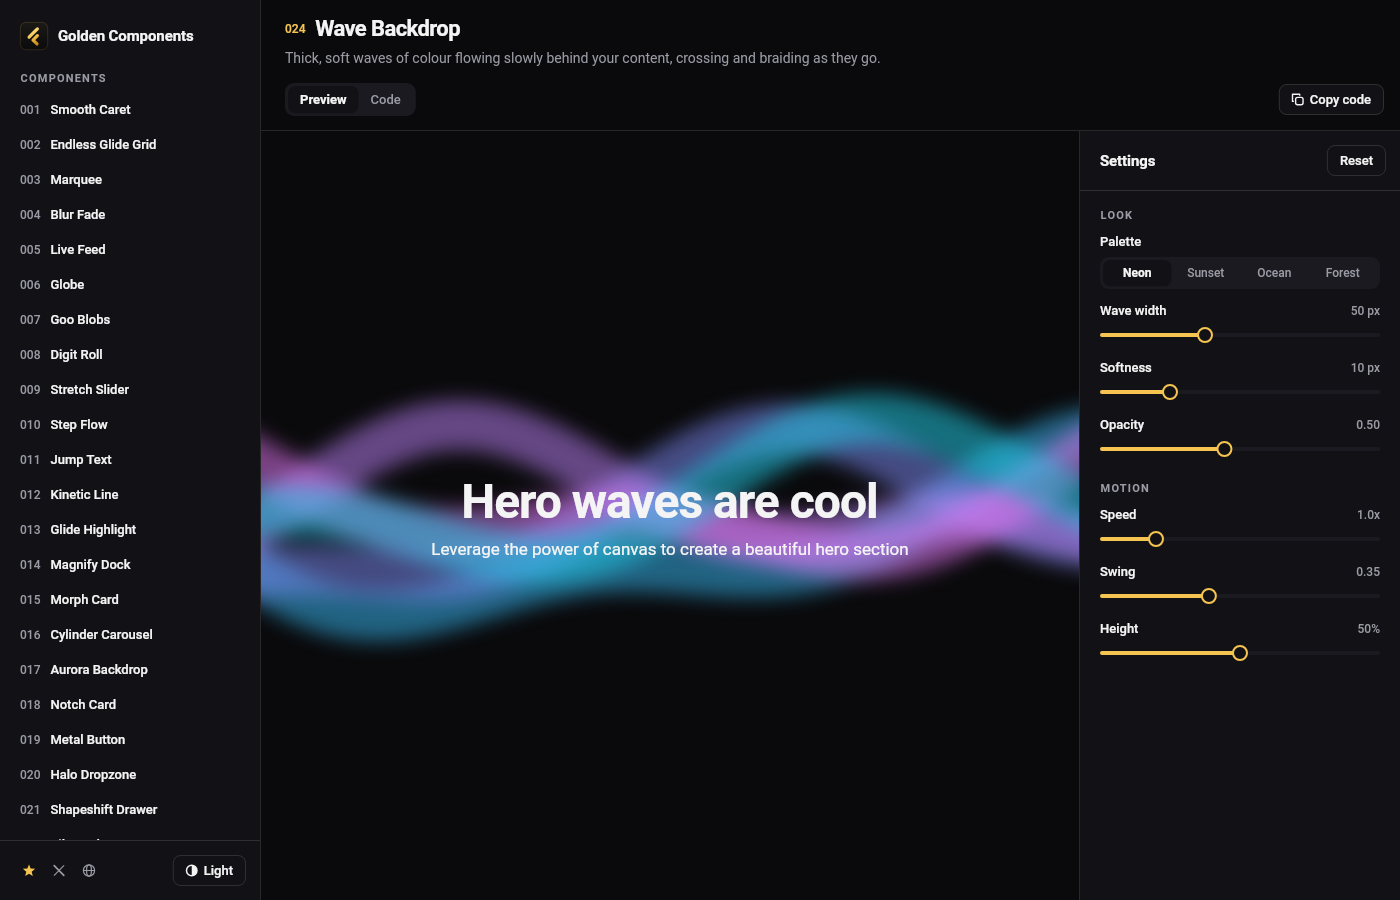 Golden Components
COMPONENTS
001 Smooth Caret
002 Endless Glide Grid
003 Marquee
004 Blur Fade
005 Live Feed
006 Globe
007 Goo Blobs
008 Digit Roll
009 Stretch Slider
010 Step Flow
011 Jump Text
012 Kinetic Line
013 Glide Highlight
014 Magnify Dock
015 Morph Card
016 Cylinder Carousel
017 Aurora Backdrop
018 Notch Card
019 Metal Button
020 Halo Dropzone
021 Shapeshift Drawer
Light
024 Wave Backdrop
Thick, soft waves of colour flowing slowly behind your content, crossing and braiding as they go.
Preview Code
Copy code
Hero waves are cool
Leverage the power of canvas to create a beautiful hero section
Settings
Reset
LOOK
Palette
Neon Sunset Ocean Forest
Wave width 50 px
Softness 10 px
Opacity 0.50
MOTION
Speed 1.0x
Swing 0.35
Height 50%